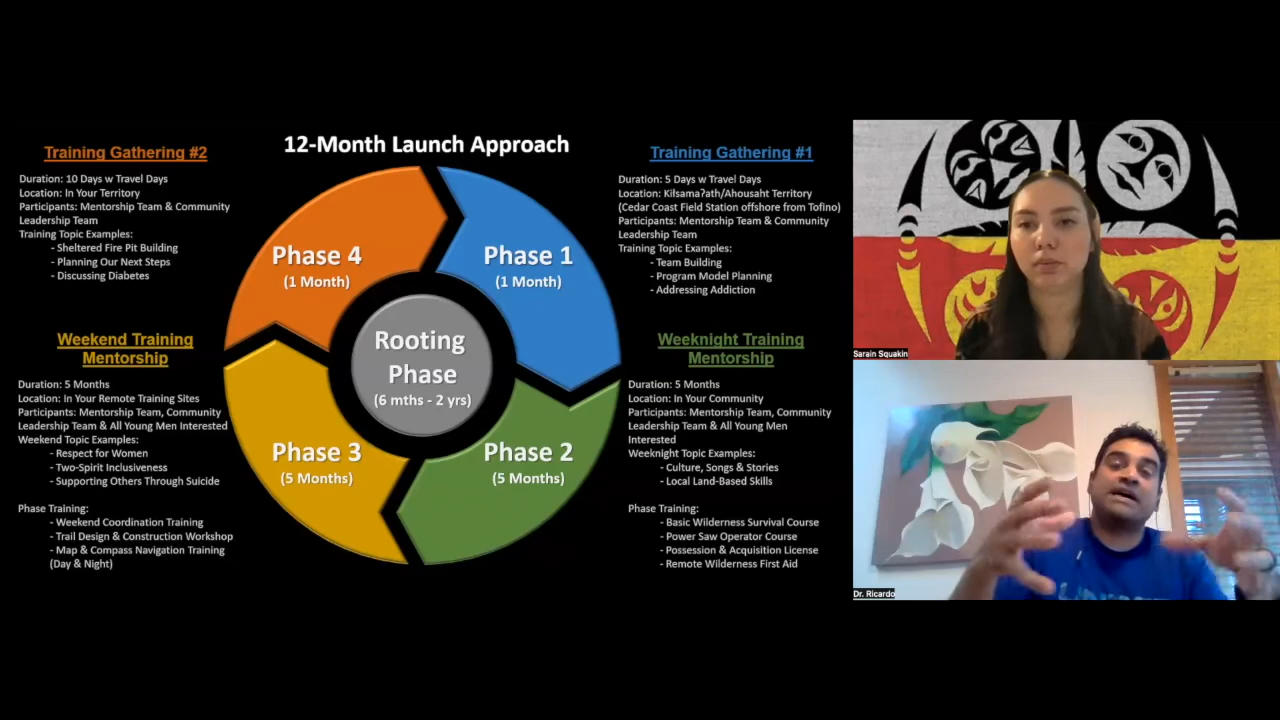 12-Month Launch Approach
Training Gathering #2
Duration: 10 Days w Travel Days
Location: In Your Territory
Participants: Mentorship Team & Community
Leadership Team
Training Topic Examples:
- Sheltered Fire Pit Building
- Planning Our Next Steps
- Discussing Diabetes
Weekend Training
Mentorship
Duration: 5 Months
Location: In Your Remote Training Sites
Participants: Mentorship Team, Community
Leadership Team & All Young Men Interested
Weekend Topic Examples:
- Respect for Women
- Two-Spirit Inclusiveness
- Supporting Others Through Suicide
Phase Training:
- Weekend Coordination Training
- Trail Design & Construction Workshop
- Map & Compass Navigation Training
(Day & Night)
Phase 4
(1 Month)
Phase 1
(1 Month)
Rooting
Phase
(6 mths - 2 yrs)
Phase 3
(5 Months)
Phase 2
(5 Months)
Training Gathering #1
Duration: 5 Days w Travel Days
Location: Kiłsamaʔath/Ahousaht Territory
(Cedar Coast Field Station offshore from Tofino)
Participants: Mentorship Team & Community
Leadership Team
Training Topic Examples:
- Team Building
- Program Model Planning
- Addressing Addiction
Weeknight Training
Mentorship
Duration: 5 Months
Location: In Your Community
Participants: Mentorship Team, Community
Leadership Team & All Young Men
Interested
Weeknight Topic Examples:
- Culture, Songs & Stories
- Local Land-Based Skills
Phase Training:
- Basic Wilderness Survival Course
- Power Saw Operator Course
- Possession & Acquisition License
- Remote Wilderness First Aid
Sarain Squakin
Dr. Ricardo